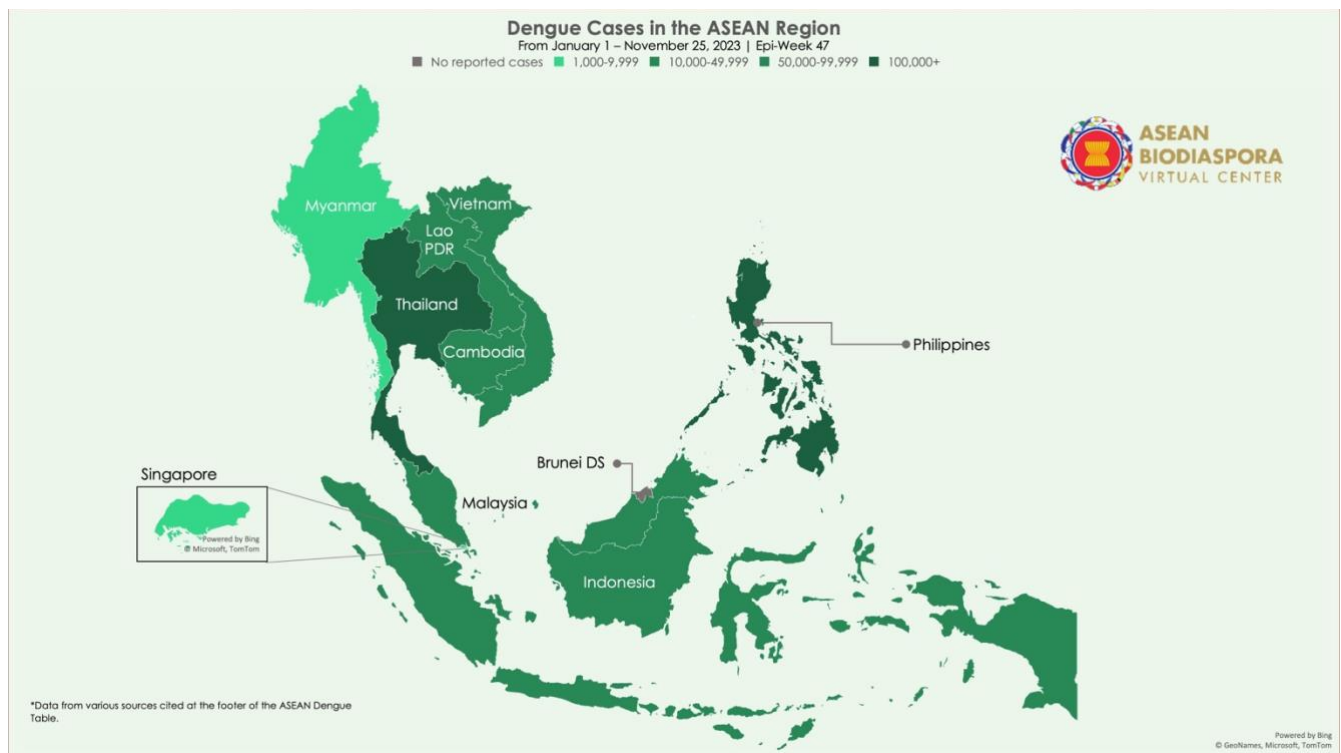 Dengue Cases in the ASEAN Region
From January 1 – November 25, 2023 | Epi-Week 47
No reported cases 1,000-9,999 10,000-49,999 50,000-99,999 100,000+
ASEAN
BIODIASPORA
VIRTUAL CENTER
Myanmar
Vietnam
Lao
PDR
Thailand
Cambodia
Philippines
Brunei DS
Singapore
Malaysia
Powered by Bing
© Microsoft, TomTom
Indonesia
*Data from various sources cited at the footer of the ASEAN Dengue
Table.
Powered by Bing
© GeoNames, Microsoft, TomTom